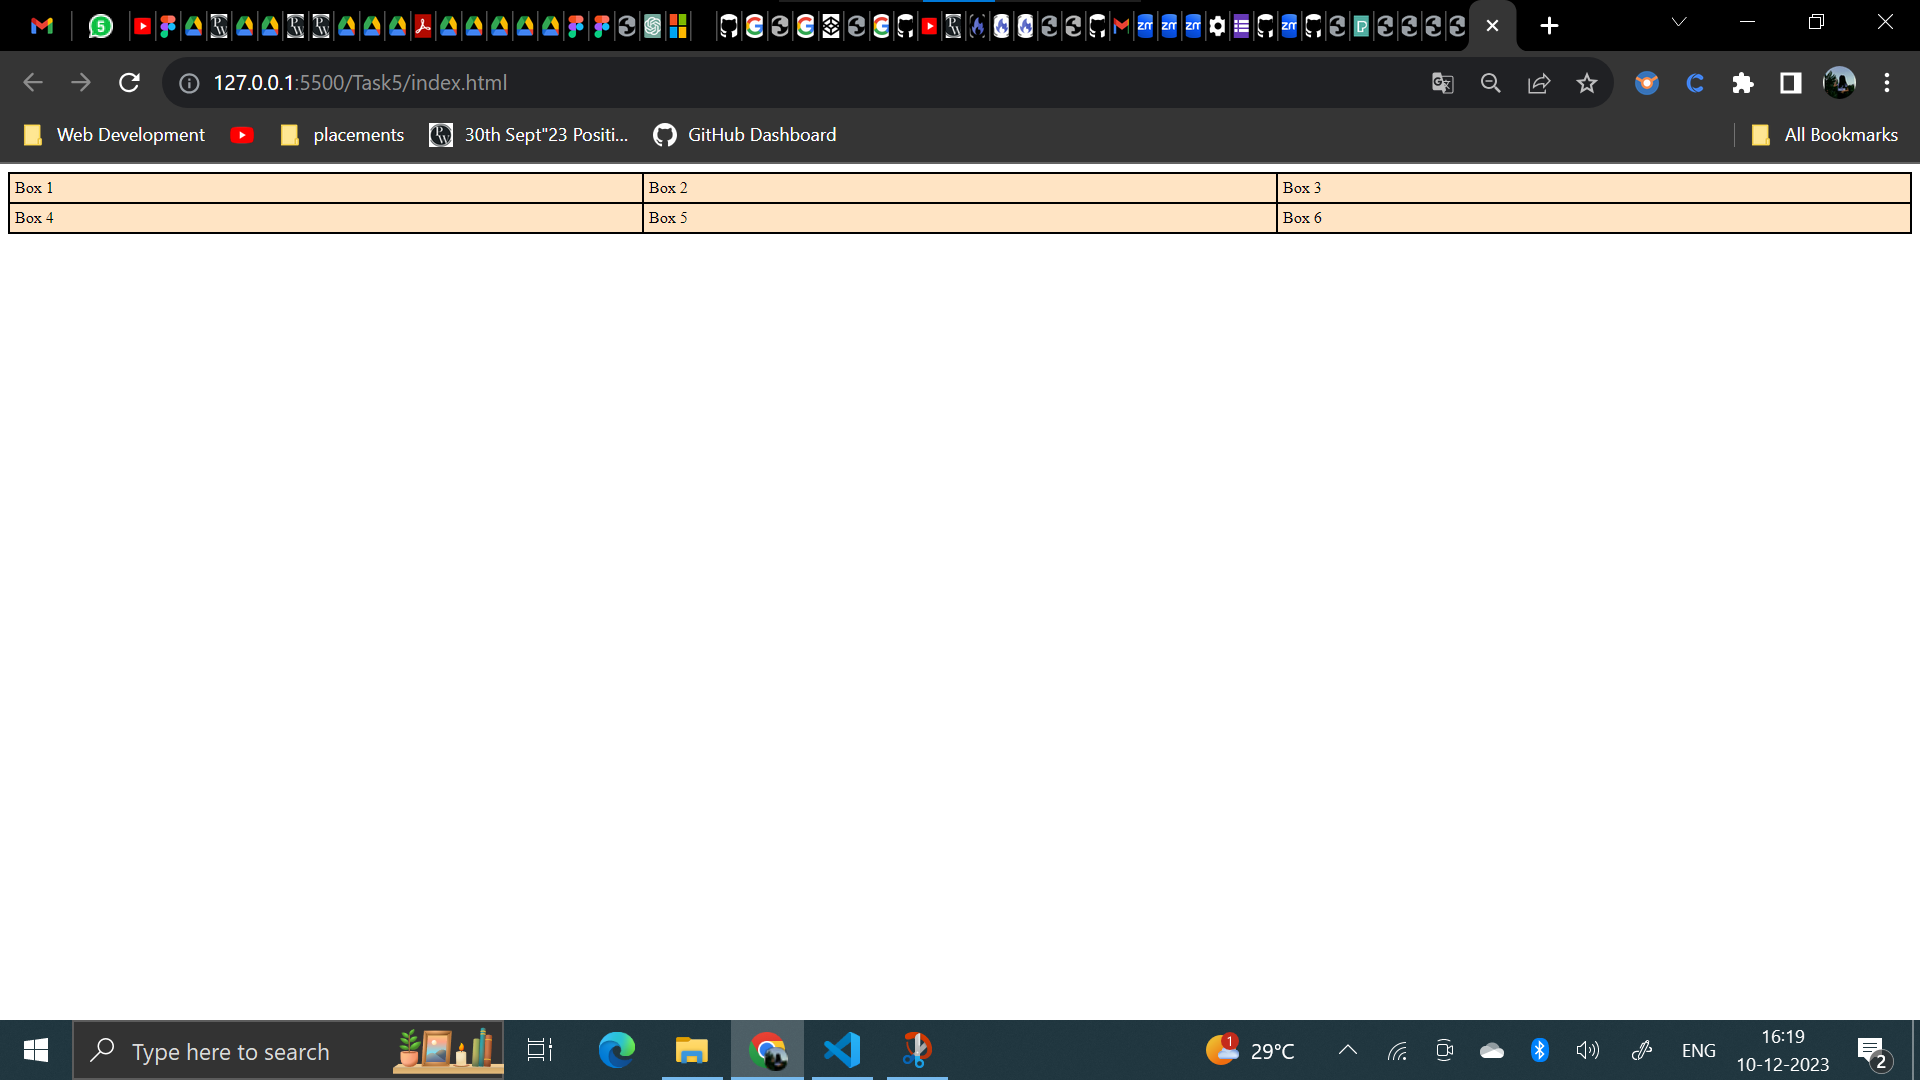 5
127.0.0.1:5500/Task5/index.html
Web Development
placements
30th Sept"23 Positi...
GitHub Dashboard
All Bookmarks
Box 1 Box 2 Box 3
Box 4 Box 5 Box 6
Type here to search
1
29°C
ENG
16:19
10-12-2023
2